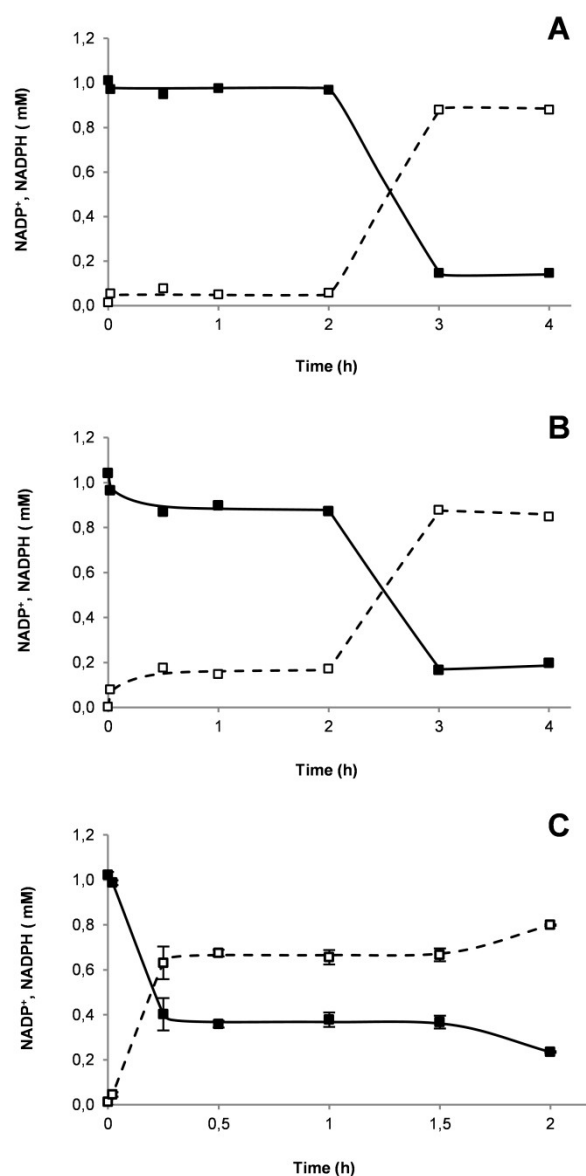 A
1,2
1,0
0,8
0,6
0,4
0,2
0,0
NADP⁺, NADPH ( mM)
0 1 2 3 4
Time (h)
B
1,2
1,0
0,8
0,6
0,4
0,2
0,0
NADP⁺, NADPH ( mM)
0 1 2 3 4
Time (h)
C
1,2
1,0
0,8
0,6
0,4
0,2
0,0
NADP⁺, NADPH ( mM)
0 0,5 1 1,5 2
Time (h)